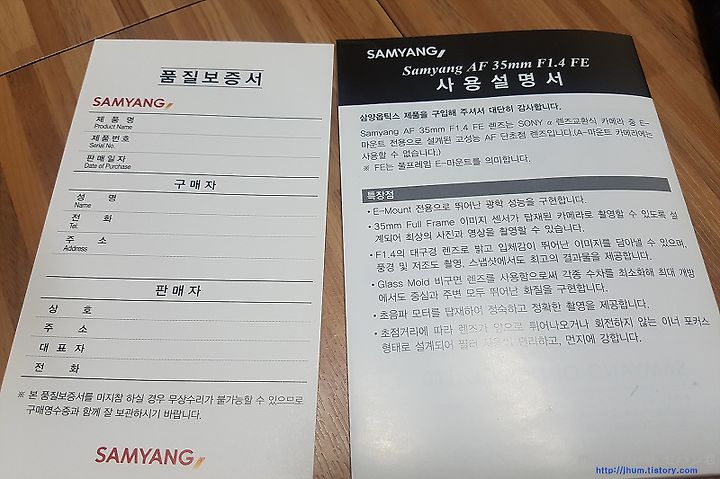 품질보증서
SAMYANG
제 품 명
Product Name
제품번호
Serial No.
판매일자
Date of Purchase
구 매 자
성 명
Name
전 화
Tel.
주 소
Address
판 매 자
상 호
주 소
대 표 자
전 화
※ 본 품질보증서를 미지참 하실 경우 무상수리가 불가능할 수 있으므로
구매영수증과 함께 잘 보관하시기 바랍니다.
SAMYANG
SAMYANG
Samyang AF 35mm F1.4 FE
사 용 설 명 서
삼양옵틱스 제품을 구입해 주셔서 대단히 감사합니다.
Samyang AF 35mm F1.4 FE 렌즈는 SONY α 렌즈교환식 카메라 중 E-
마운트 전용으로 설계된 고성능 AF 단초점 렌즈입니다.(A-마운트 카메라에는
사용할 수 없습니다.)
※ FE는 풀프레임 E-마운트를 의미합니다.
특장점
• E-Mount 전용으로 뛰어난 광학 성능을 구현합니다.
• 35mm Full Frame 이미지 센서가 탑재된 카메라로 촬영할 수 있도록 설
계되어 최상의 사진과 영상을 촬영할 수 있습니다.
• F1.4의 대구경 렌즈로 밝고 입체감이 뛰어난 이미지를 담아낼 수 있으며,
풍경 및 저조도 촬영, 스냅샷에서도 최고의 결과물을 제공합니다.
• Glass Mold 비구면 렌즈를 사용함으로써 각종 수차를 최소화해 최대 개방
에서도 중심과 주변 모두 뛰어난 화질을 구현합니다.
• 초음파 모터를 탑재하여 정숙하고 정확한 촬영을 제공합니다.
• 초점거리에 따라 렌즈가 앞으로 튀어나오거나 회전하지 않는 이너 포커스
형태로 설계되어 필터 사용이 편리하고, 먼지에 강합니다.
http://jhum.tistory.com